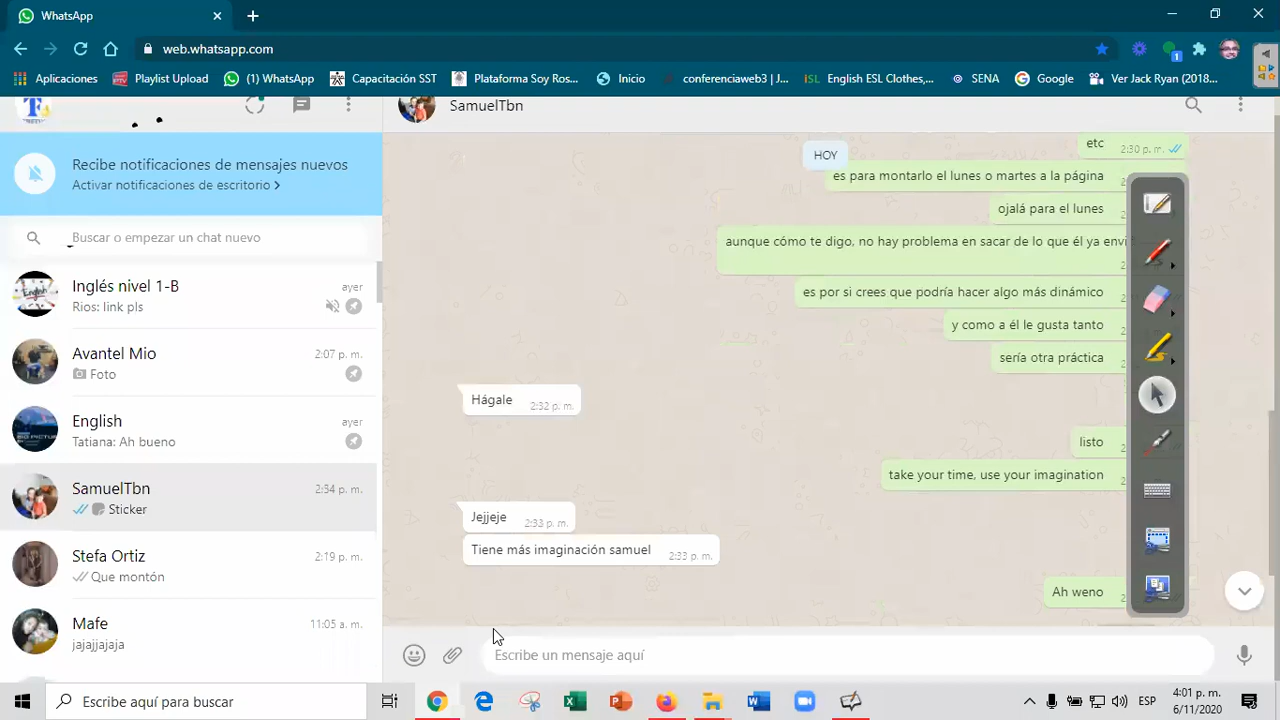 WhatsApp
web.whatsapp.com
Aplicaciones
Playlist Upload
(1) WhatsApp
Capacitación SST
Plataforma Soy Ros...
Inicio
conferenciaweb3 | J...
English ESL Clothes,...
SENA
Google
Ver Jack Ryan (2018...
SamuelTbn
Recibe notificaciones de mensajes nuevos
Activar notificaciones de escritorio >
Buscar o empezar un chat nuevo
Inglés nivel 1-B
ayer
Rios: link pls
Avantel Mio
2:07 p. m.
Foto
English
ayer
Tatiana: Ah bueno
SamuelTbn
2:34 p. m.
Sticker
Stefa Ortiz
2:19 p. m.
Que montón
Mafe
11:05 a. m.
jajajjajaja
etc
2:30 p. m.
HOY
es para montarlo el lunes o martes a la página
ojalá para el lunes
aunque cómo te digo, no hay problema en sacar de lo que él ya envi
es por si crees que podría hacer algo más dinámico
y como a él le gusta tanto
sería otra práctica
Hágale
2:32 p. m.
listo
take your time, use your imagination
Jejjeje
2:33 p. m.
Tiene más imaginación samuel
2:33 p. m.
Ah weno
Escribe un mensaje aquí
Escribe aquí para buscar
ESP
4:01 p. m.
6/11/2020